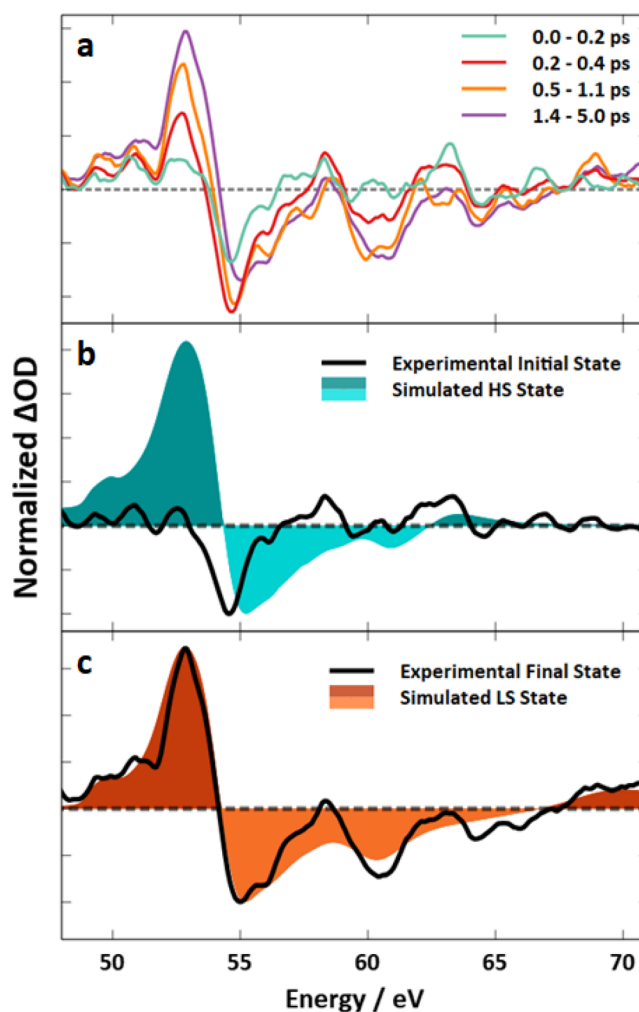 a
0.0 - 0.2 ps
0.2 - 0.4 ps
0.5 - 1.1 ps
1.4 - 5.0 ps
b
Experimental Initial State
Simulated HS State
Normalized ΔOD
c
Experimental Final State
Simulated LS State
50 55 60 65 70
Energy / eV